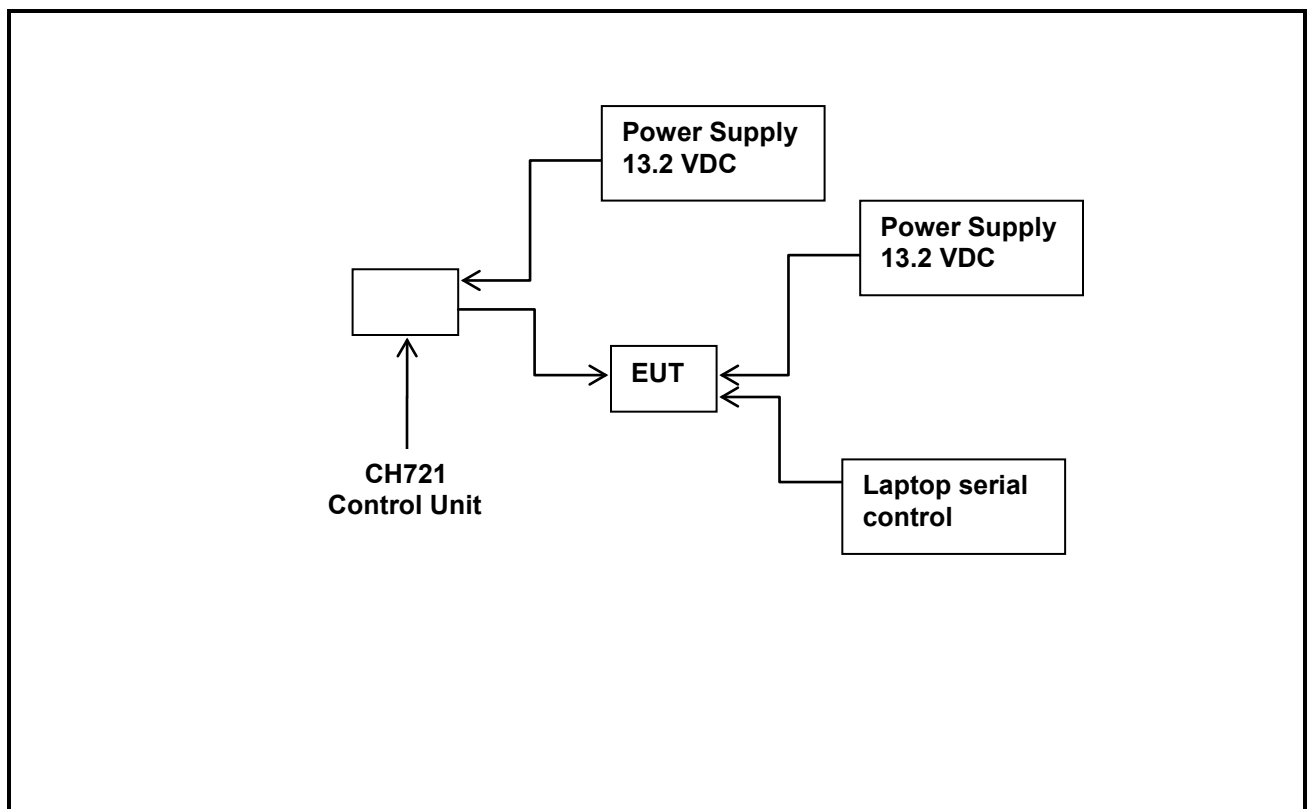 Power Supply
13.2 VDC
Power Supply
13.2 VDC
EUT
CH721
Control Unit
Laptop serial
control